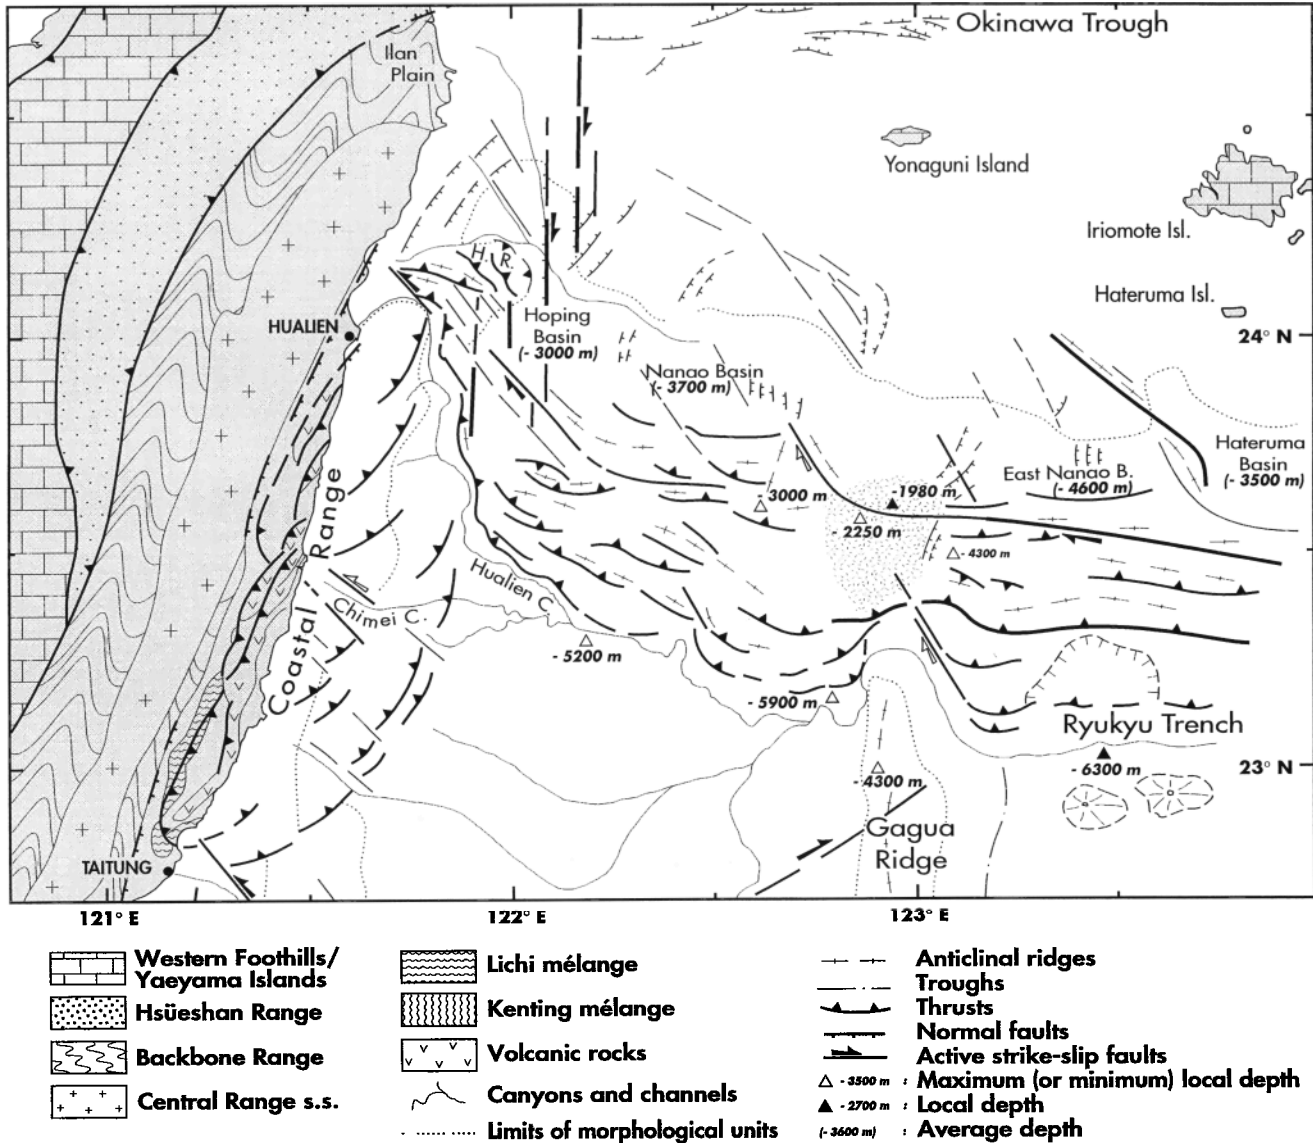 Okinawa Trough
Ilan
Plain
Yonaguni Island
Iriomote Isl.
H. R.
Hateruma Isl.
HUALIEN
Hoping
Basin
(- 3000 m)
24° N
Nanao Basin
(- 3700 m)
Hateruma
Basin
(- 3500 m)
East Nanao B.
(- 4600 m)
- 3000 m
-1980 m
- 2250 m
- 4300 m
Coastal Range
Hualien C.
Chimei C.
- 5200 m
- 5900 m
Ryukyu Trench
- 6300 m
23° N
- 4300 m
Gagua
Ridge
TAITUNG
121° E
122° E
123° E
Western Foothills/
Yaeyama Islands
Hsüeshan Range
Backbone Range
Central Range s.s.
Lichi mélange
Kenting mélange
Volcanic rocks
Canyons and channels
Limits of morphological units
Anticlinal ridges
Troughs
Thrusts
Normal faults
Active strike-slip faults
- 3500 m : Maximum (or minimum) local depth
- 2700 m : Local depth
(- 3600 m) : Average depth